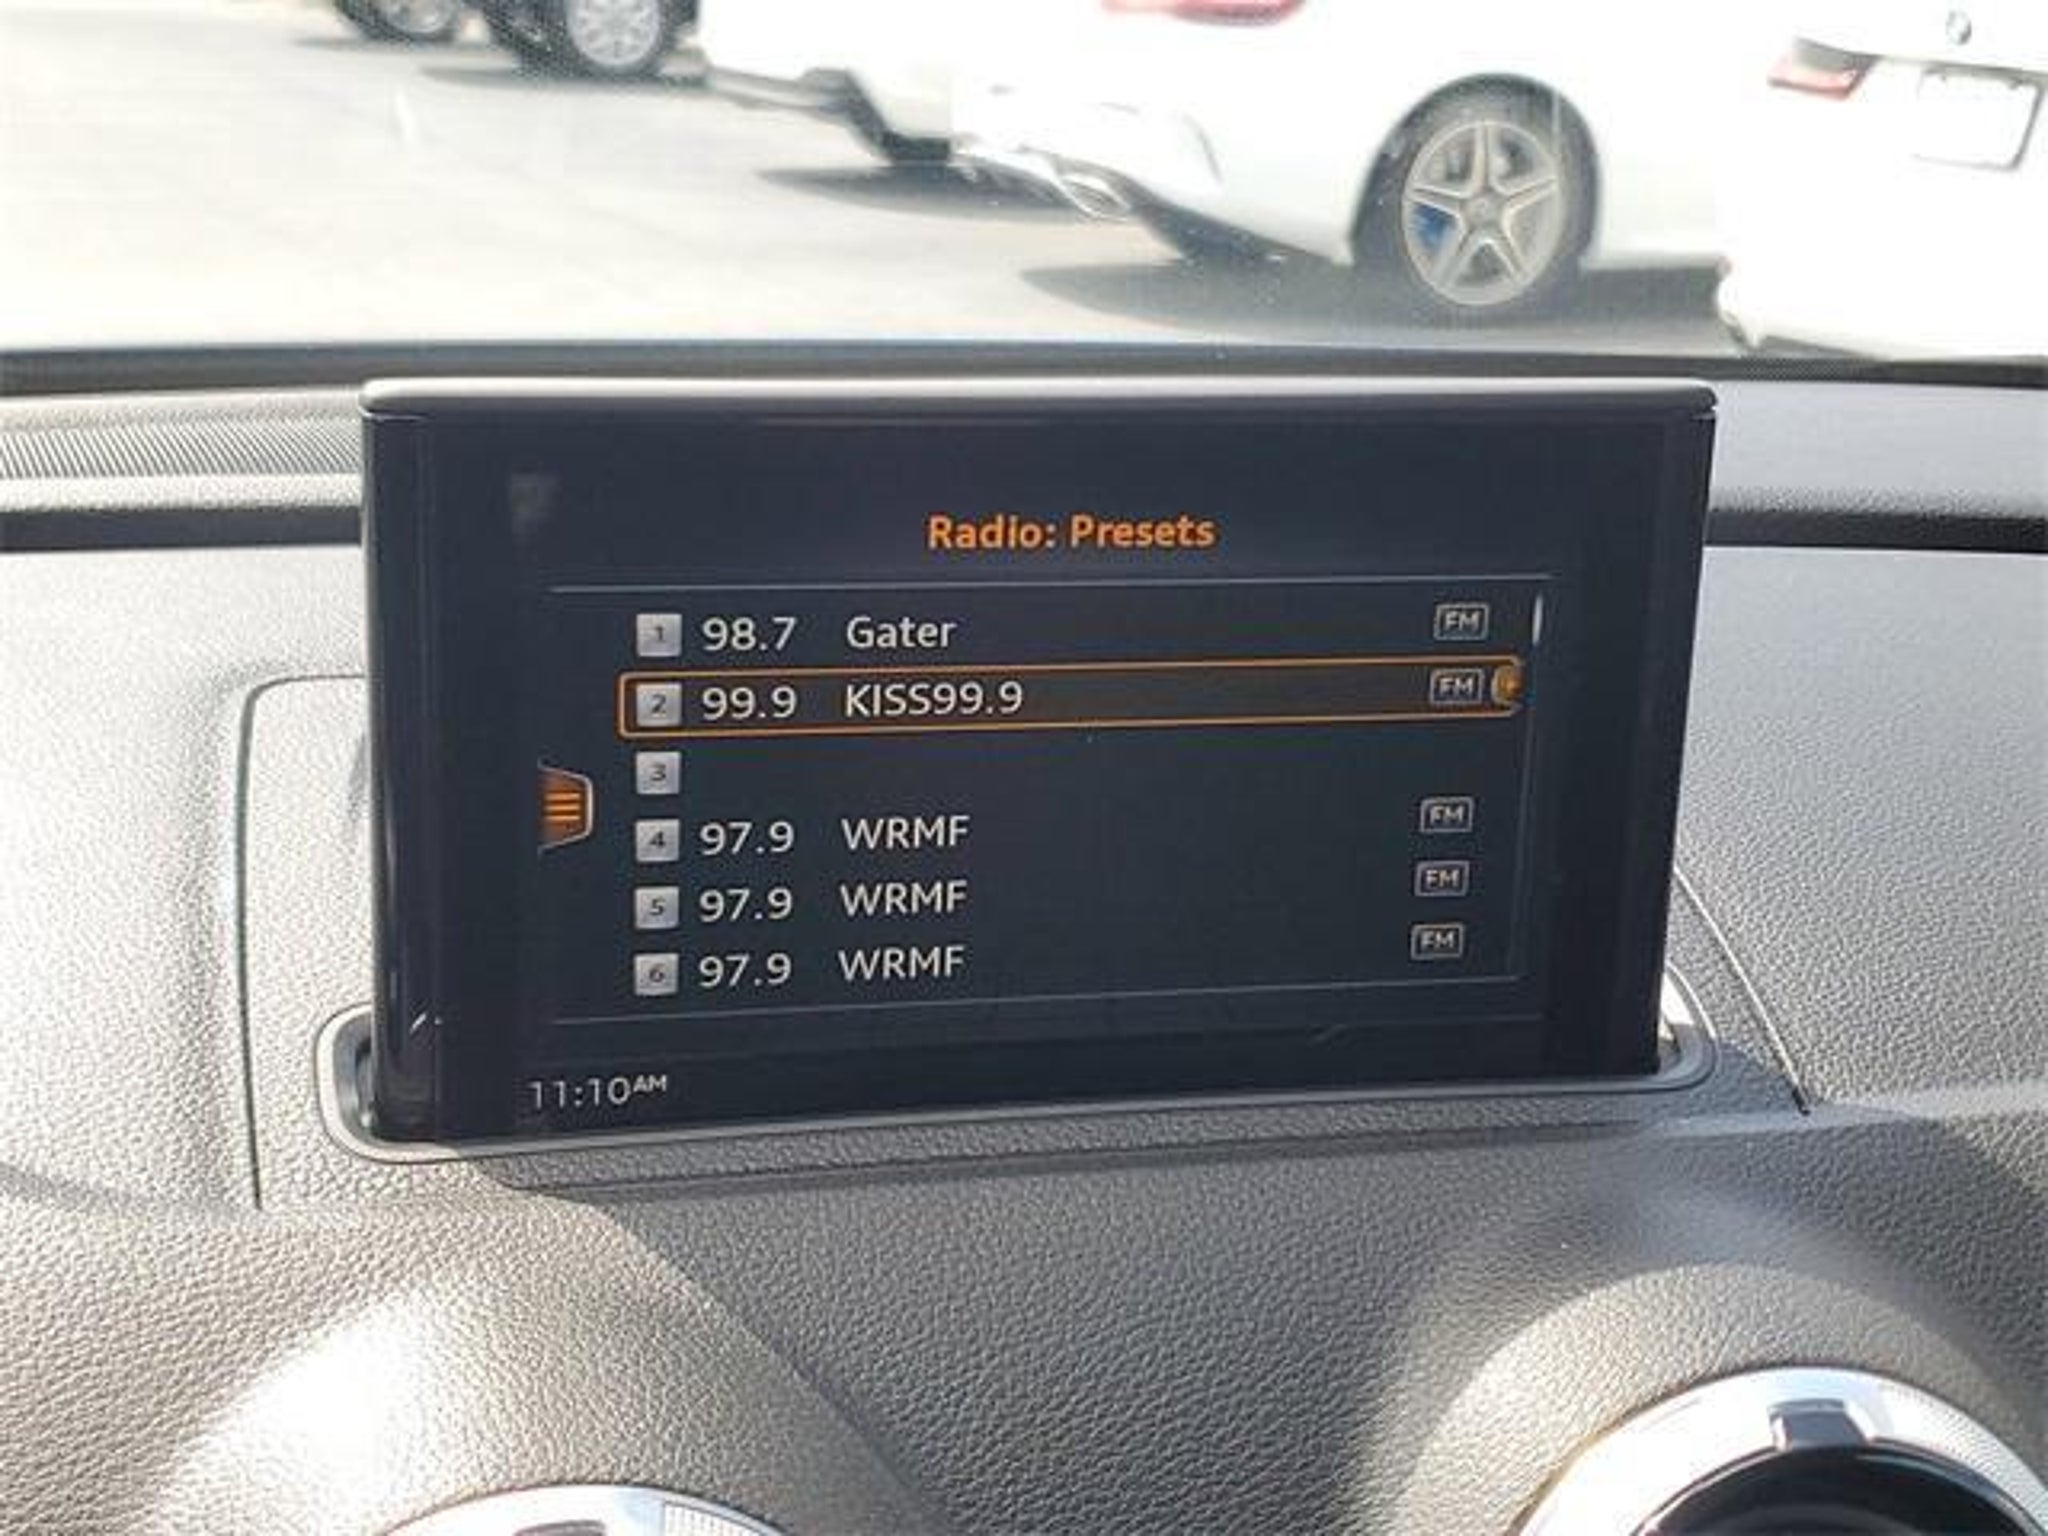 Radio: Presets
1 98.7 Gater FM
2 99.9 KISS99.9 FM
3
4 97.9 WRMF FM
5 97.9 WRMF FM
6 97.9 WRMF FM
11:10AM